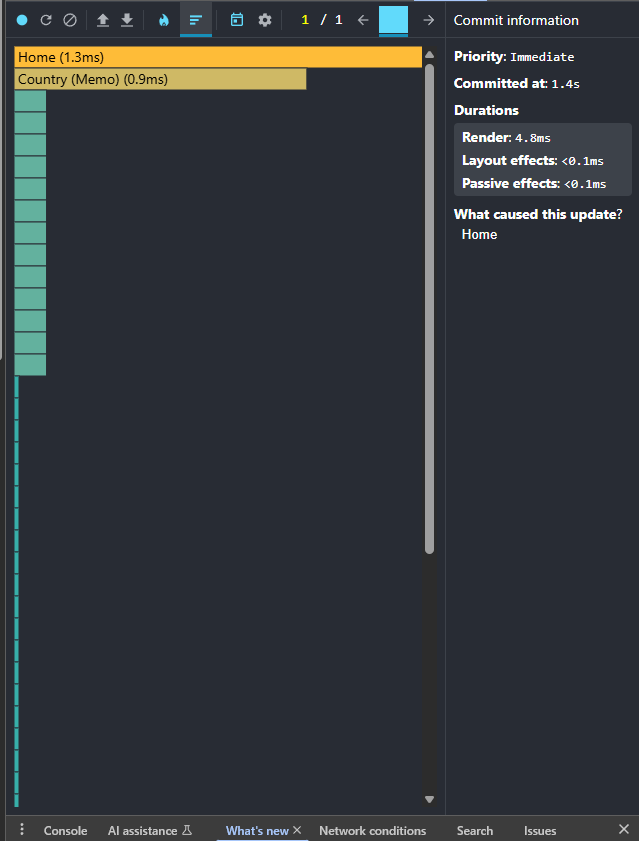 1 / 1
Commit information
Home (1.3ms)
Country (Memo) (0.9ms)
Priority: Immediate
Committed at: 1.4s
Durations
Render: 4.8ms
Layout effects: <0.1ms
Passive effects: <0.1ms
What caused this update?
Home
Console AI assistance What's new Network conditions Search Issues